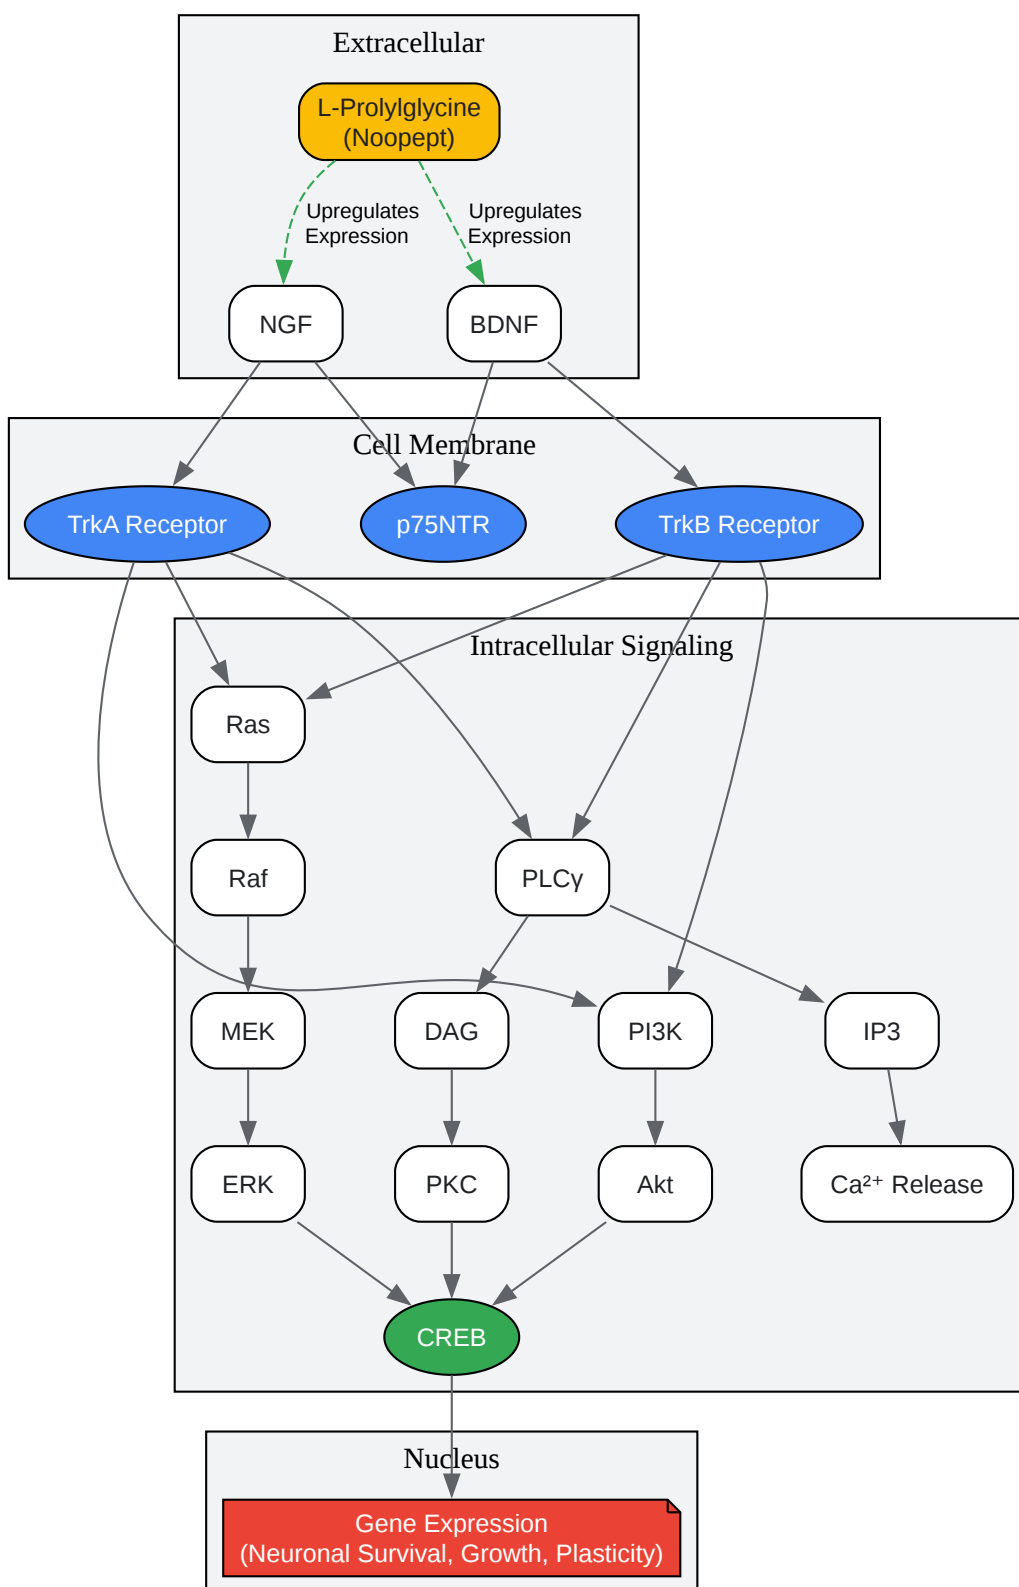 Extracellular
L-Prolylglycine
(Noopept)
Upregulates
Expression
Upregulates
Expression
NGF
BDNF
Cell Membrane
TrkA Receptor
p75NTR
TrkB Receptor
Intracellular Signaling
Ras
Raf
PLCγ
MEK
DAG
PI3K
IP3
ERK
PKC
Akt
Ca²⁺ Release
CREB
Nucleus
Gene Expression
(Neuronal Survival, Growth, Plasticity)